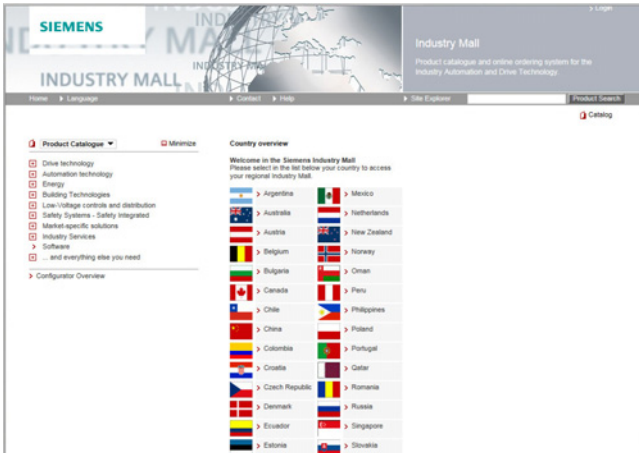 > Login
SIEMENS
INDUSTRY MALL
Industry Mall
Product catalogue and online ordering system for the
Industry Automation and Drive Technology.
Home > Language > Contact > Help > Site Explorer Product Search
Catalog
Product Catalogue ▼ Minimize
Drive technology
Automation technology
Energy
Building Technologies
Low-Voltage controls and distribution
Safety Systems - Safety Integrated
Market-specific solutions
Industry Services
> Software
... and everything else you need
> Configurator Overview
Country overview
Welcome in the Siemens Industry Mall
Please select in the list below your country to access
your regional Industry Mall.
> Argentina > Mexico
> Australia > Netherlands
> Austria > New Zealand
> Belgium > Norway
> Bulgaria > Oman
> Canada > Peru
> Chile > Philippines
> China > Poland
> Colombia > Portugal
> Croatia > Qatar
> Czech Republic > Romania
> Denmark > Russia
> Ecuador > Singapore
> Estonia > Slovakia